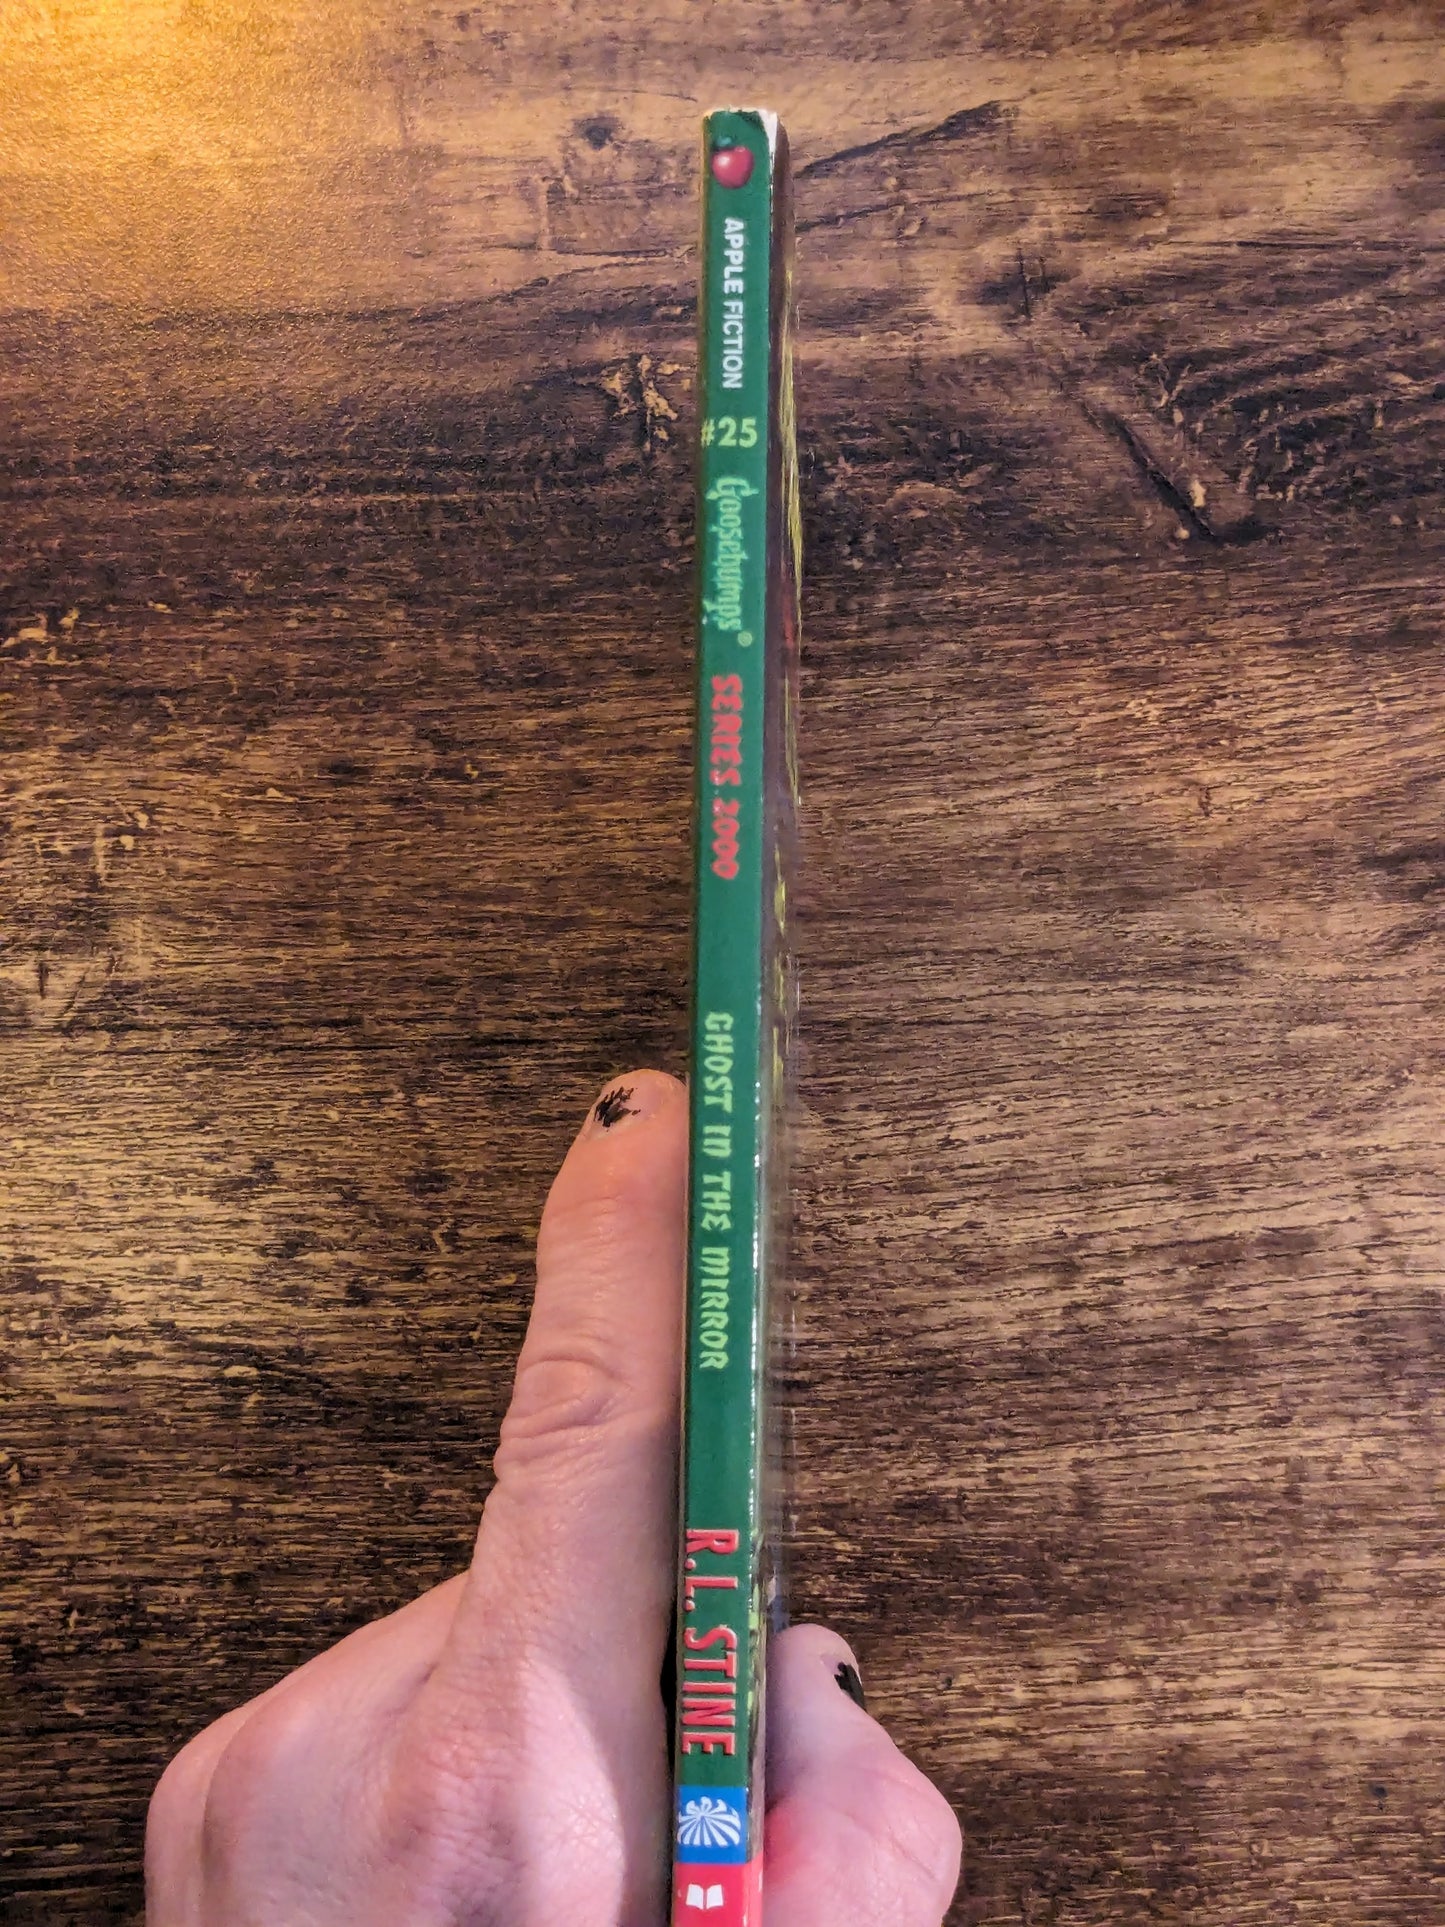 APPLE FICTION
#25
Goosebumps®
SERIES 2000
GHOST IN THE MIRROR
R.L. STINE